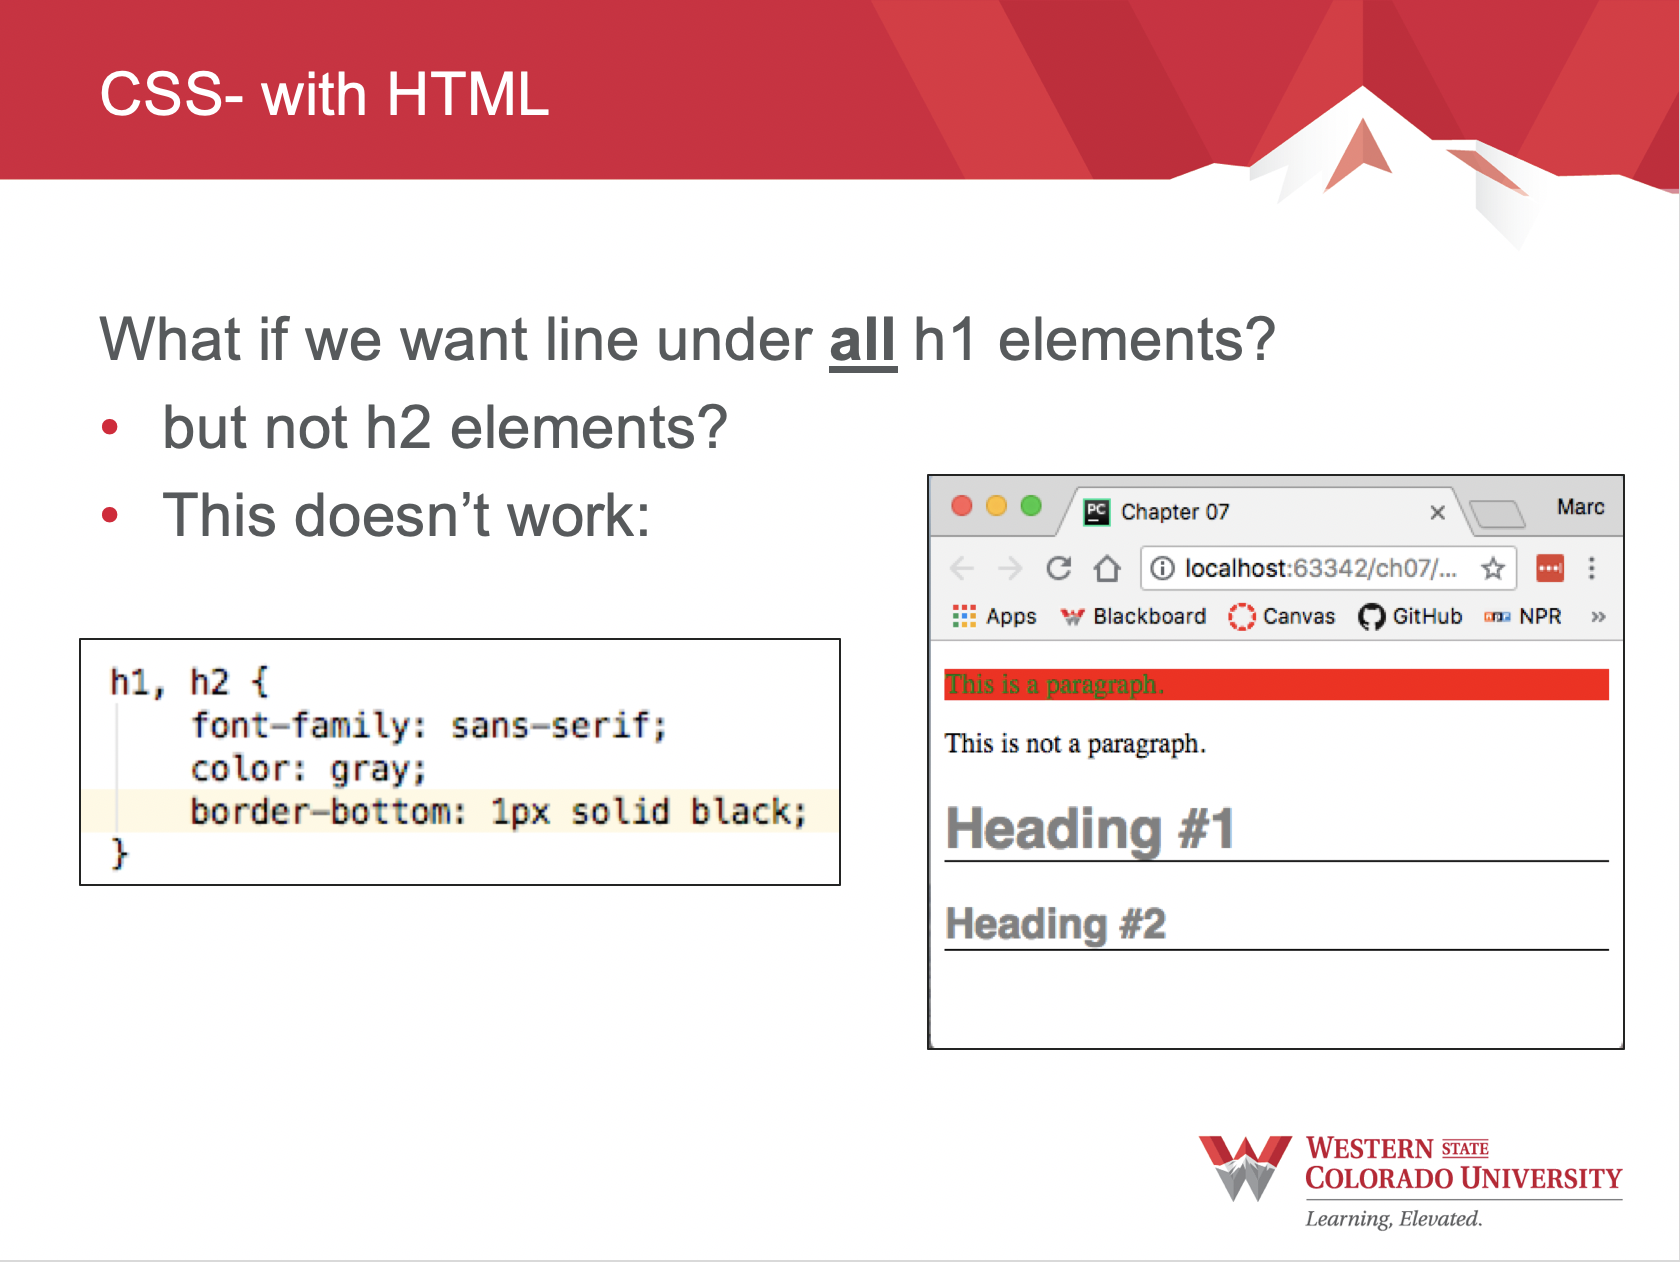 CSS- with HTML
What if we want line under all h1 elements?
• but not h2 elements?
• This doesn’t work:
h1, h2 {
    font-family: sans-serif;
    color: gray;
    border-bottom: 1px solid black;
}
PC Chapter 07
Marc
localhost:63342/ch07/...
Apps Blackboard Canvas GitHub NPR »
This is a paragraph.
This is not a paragraph.
Heading #1
Heading #2
WESTERN STATE
COLORADO UNIVERSITY
Learning, Elevated.